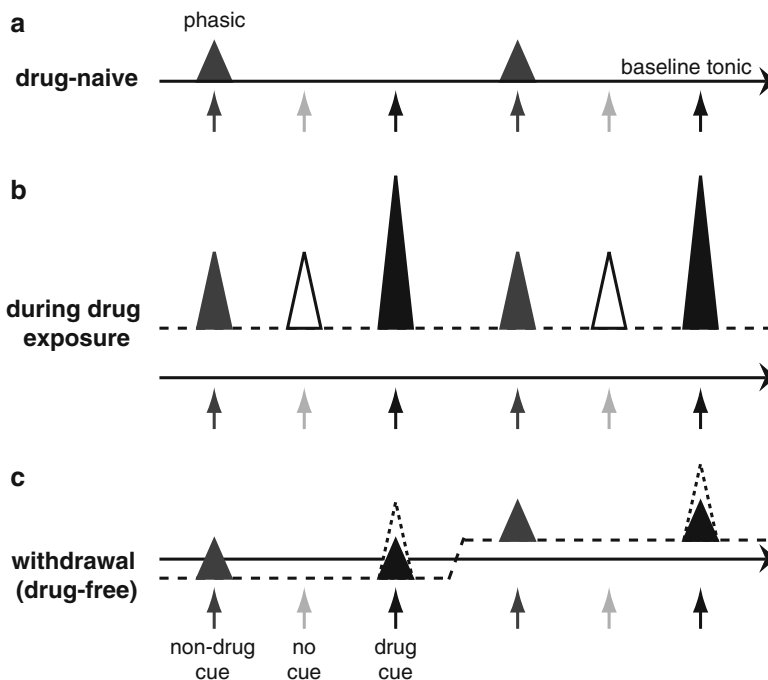 a
phasic
drug-naive
baseline tonic
b
during drug
exposure
c
withdrawal
(drug-free)
non-drug
cue
no
cue
drug
cue